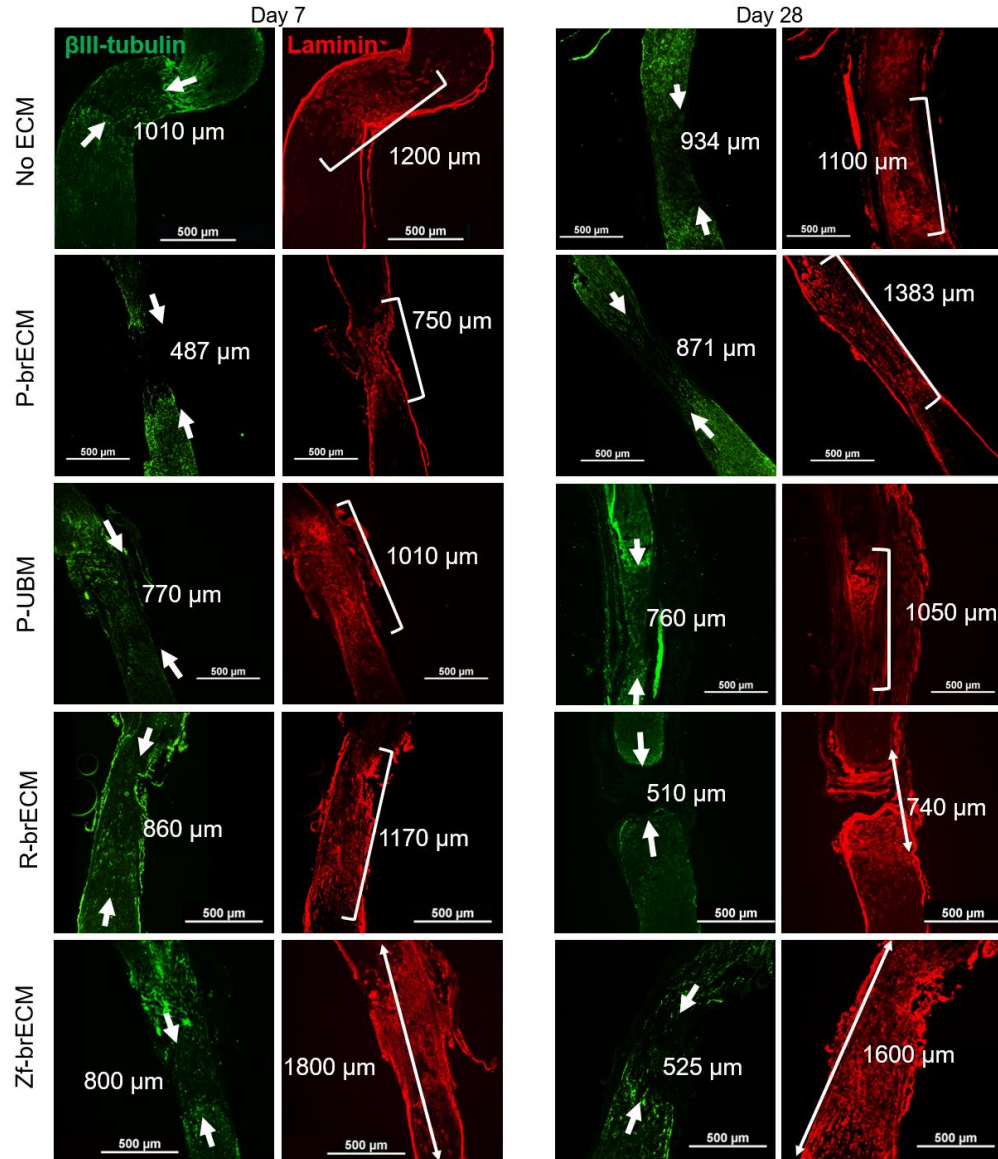 Day 7
Day 28
βIII-tubulin
Laminin
No ECM
1010 µm
1200 µm
934 µm
1100 µm
500 µm
500 µm
500 µm
500 µm
P-brECM
487 µm
750 µm
871 µm
1383 µm
500 µm
500 µm
500 µm
500 µm
P-UBM
770 µm
1010 µm
760 µm
1050 µm
500 µm
500 µm
500 µm
500 µm
R-brECM
860 µm
1170 µm
510 µm
740 µm
500 µm
500 µm
500 µm
500 µm
Zf-brECM
800 µm
1800 µm
525 µm
1600 µm
500 µm
500 µm
500 µm
500 µm